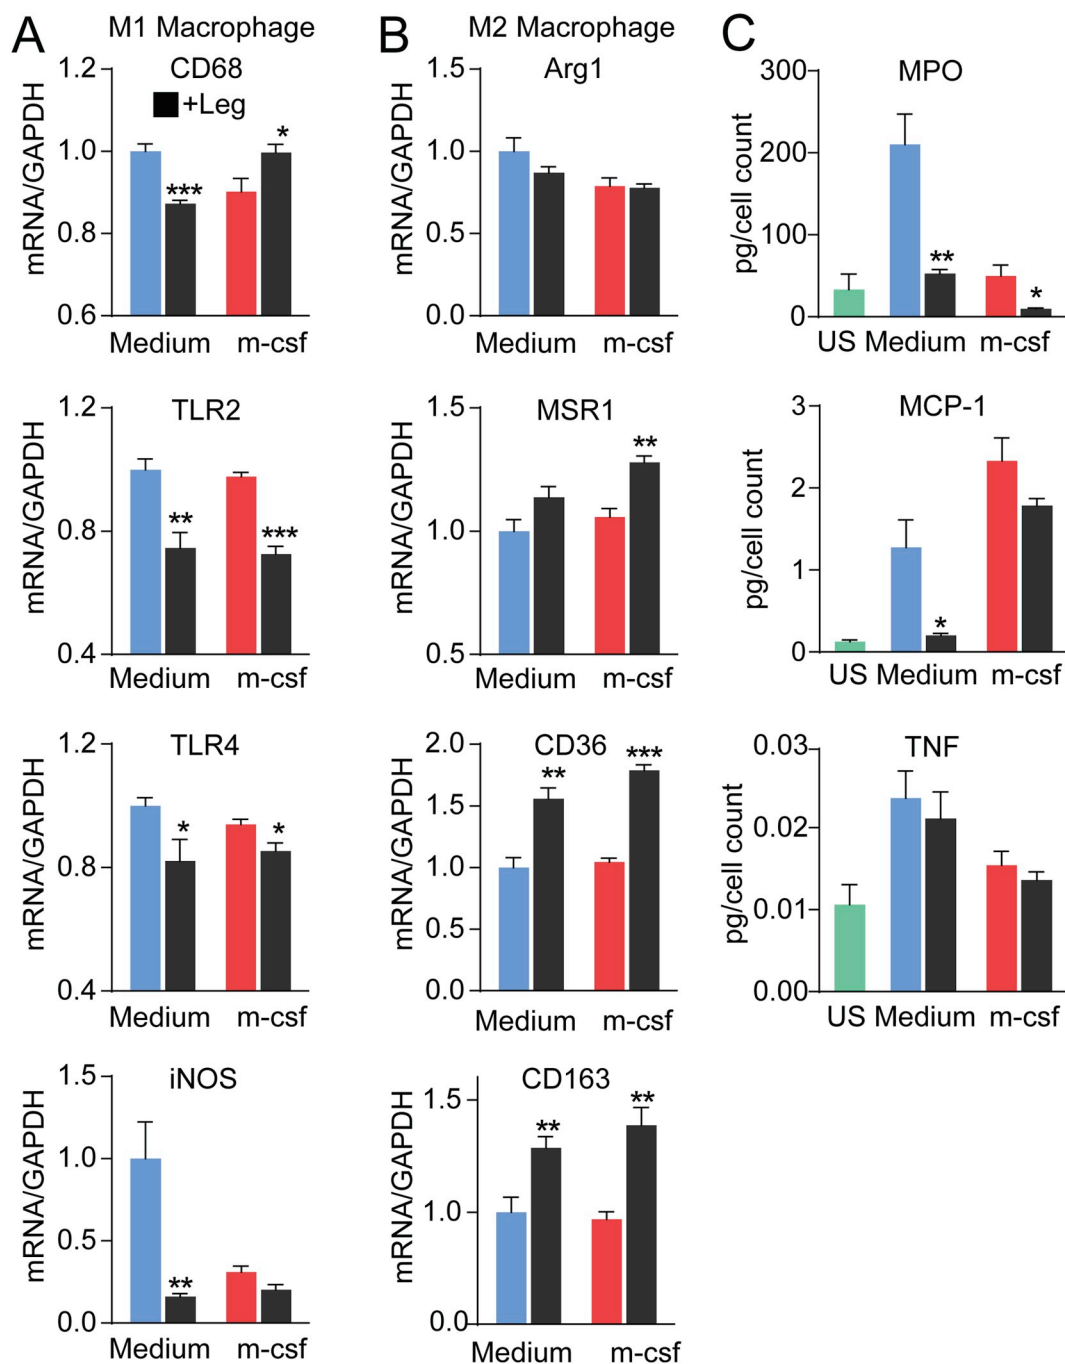 A
M1 Macrophage
CD68
+Leg
mRNA/GAPDH
1.2
1.0
0.8
0.6
***
*
Medium
m-csf
TLR2
mRNA/GAPDH
1.2
0.8
0.4
**
***
Medium
m-csf
TLR4
mRNA/GAPDH
1.2
0.8
0.4
*
*
Medium
m-csf
iNOS
mRNA/GAPDH
1.5
1.0
0.5
0.0
**
Medium
m-csf
B
M2 Macrophage
Arg1
mRNA/GAPDH
1.5
1.0
0.5
0.0
Medium
m-csf
MSR1
mRNA/GAPDH
1.5
1.0
0.5
**
Medium
m-csf
CD36
mRNA/GAPDH
2.0
1.5
1.0
0.5
0.0
**
***
Medium
m-csf
CD163
mRNA/GAPDH
1.5
1.0
0.0
**
**
Medium
m-csf
C
MPO
pg/cell count
300
200
100
0
**
*
US Medium m-csf
MCP-1
pg/cell count
3
2
1
0
*
US Medium m-csf
TNF
pg/cell count
0.03
0.02
0.01
0.00
US Medium m-csf